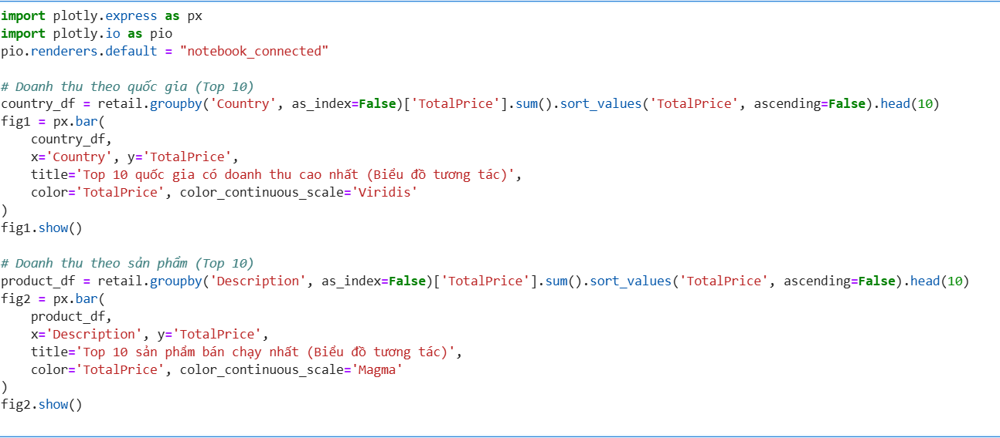 import plotly.express as px
import plotly.io as pio
pio.renderers.default = "notebook_connected"

# Doanh thu theo quốc gia (Top 10)
country_df = retail.groupby('Country', as_index=False)['TotalPrice'].sum().sort_values('TotalPrice', ascending=False).head(10)
fig1 = px.bar(
    country_df,
    x='Country', y='TotalPrice',
    title='Top 10 quốc gia có doanh thu cao nhất (Biểu đồ tương tác)',
    color='TotalPrice', color_continuous_scale='Viridis'
)
fig1.show()

# Doanh thu theo sản phẩm (Top 10)
product_df = retail.groupby('Description', as_index=False)['TotalPrice'].sum().sort_values('TotalPrice', ascending=False).head(10)
fig2 = px.bar(
    product_df,
    x='Description', y='TotalPrice',
    title='Top 10 sản phẩm bán chạy nhất (Biểu đồ tương tác)',
    color='TotalPrice', color_continuous_scale='Magma'
)
fig2.show()